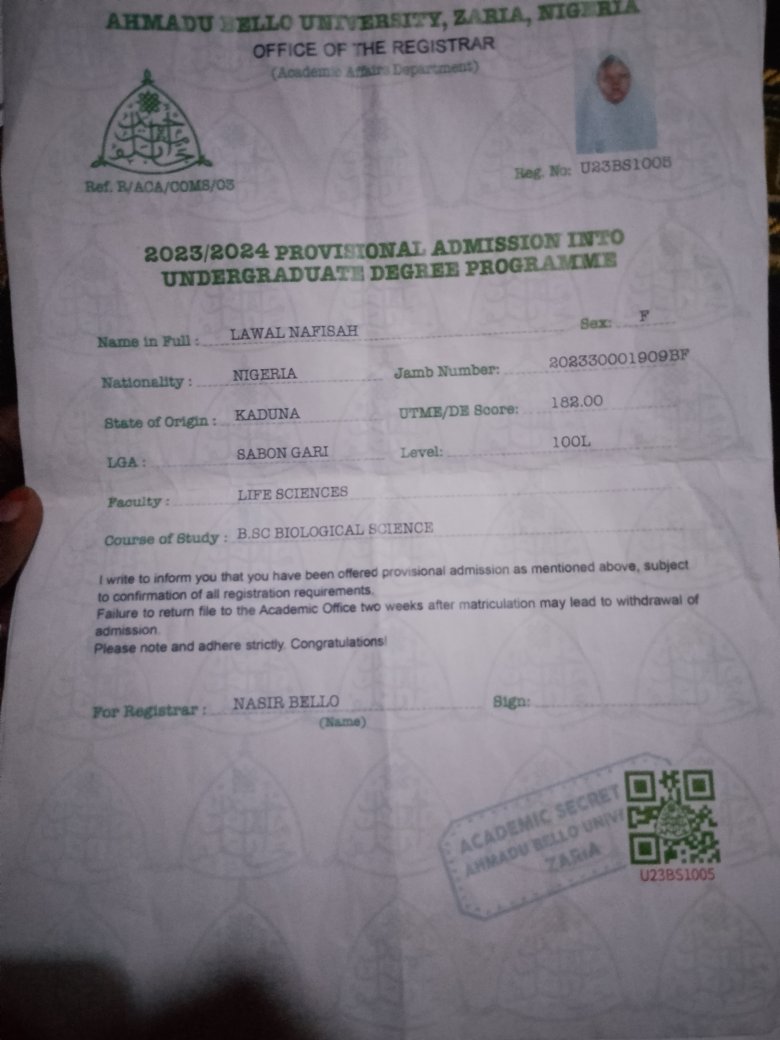 AHMADU BELLO UNIVERSITY, ZARIA, NIGERIA
OFFICE OF THE REGISTRAR
(Academic Affairs Department)
Ref. R/ACA/COMS/03
Reg. No: U23BS1005
2023/2024 PROVISIONAL ADMISSION INTO
UNDERGRADUATE DEGREE PROGRAMME
Name in Full : LAWAL NAFISAH Sex: F
Nationality : NIGERIA Jamb Number: 202330001909BF
State of Origin : KADUNA UTME/DE Score: 182.00
LGA : SABON GARI Level: 100L
Faculty : LIFE SCIENCES
Course of Study : B.SC BIOLOGICAL SCIENCE
I write to inform you that you have been offered provisional admission as mentioned above, subject
to confirmation of all registration requirements.
Failure to return file to the Academic Office two weeks after matriculation may lead to withdrawal of
admission.
Please note and adhere strictly. Congratulations!
For Registrar : NASIR BELLO Sign:
(Name)
ACADEMIC SECRET
AHMADU BELLO UNIV
ZARIA
U23BS1005